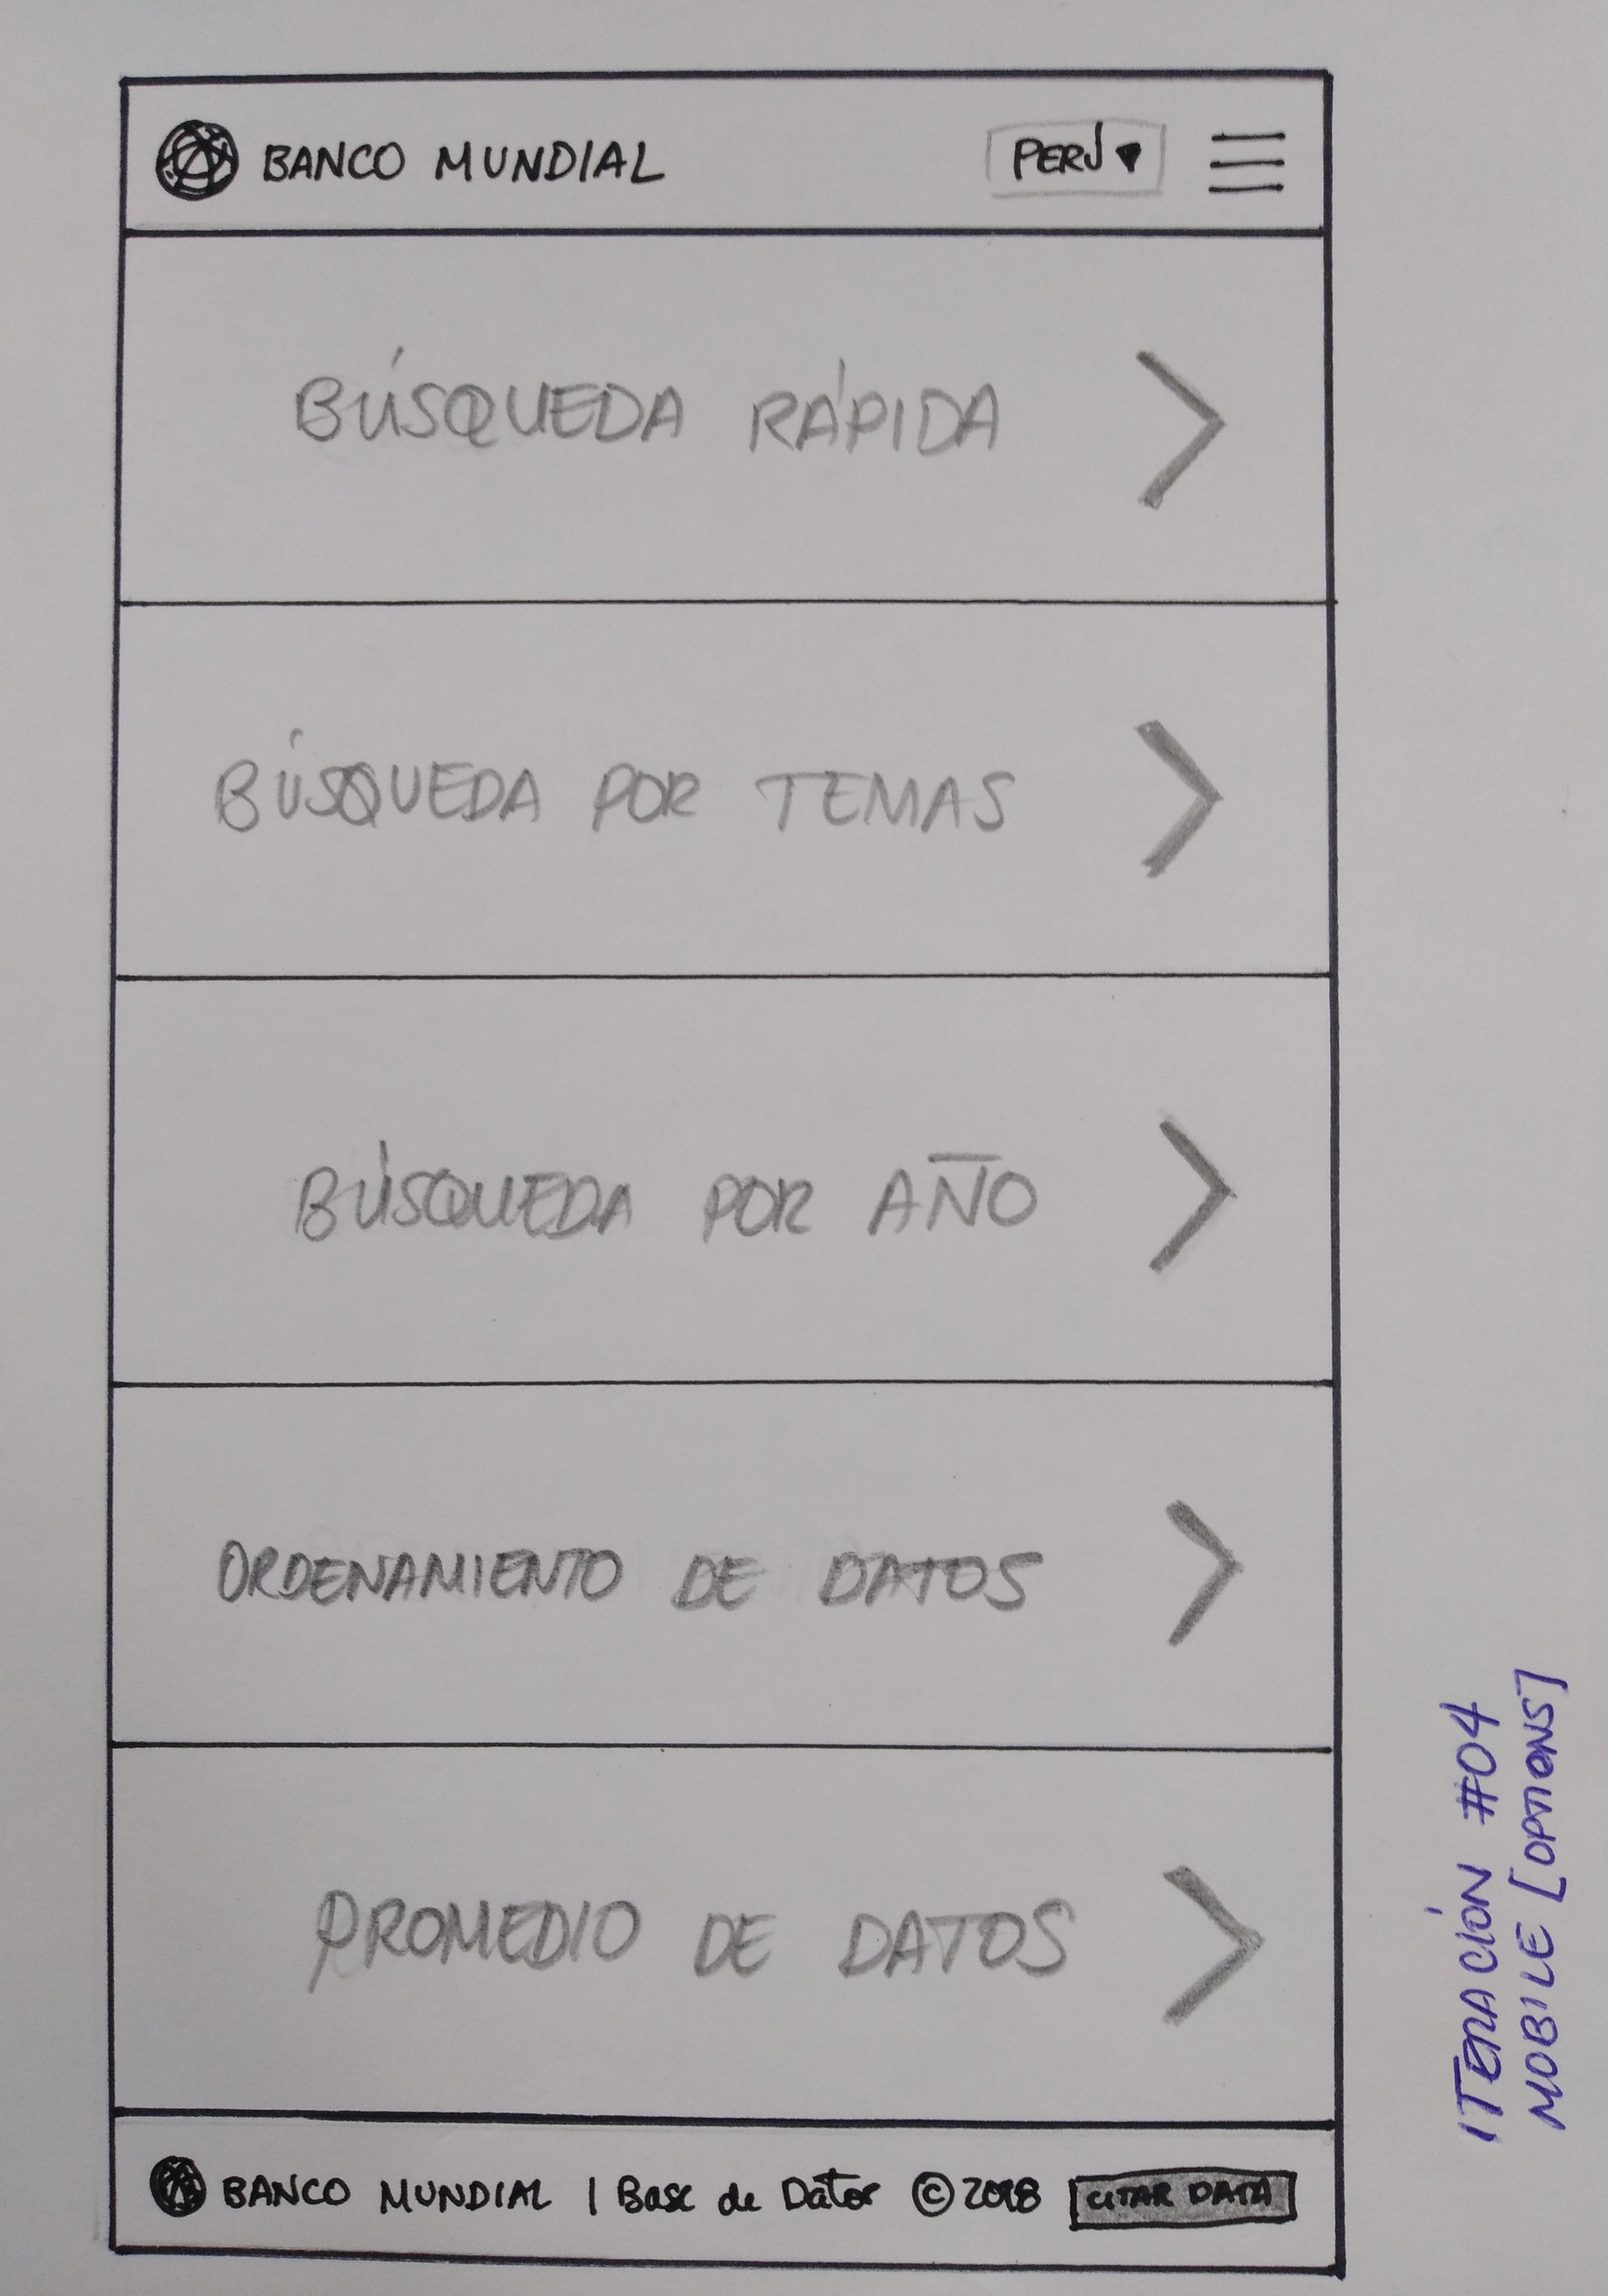 BANCO MUNDIAL PERÚ
BÚSQUEDA RÁPIDA
BÚSQUEDA POR TEMAS
BÚSQUEDA POR AÑO
ORDENAMIENTO DE DATOS
PROMEDIO DE DATOS
BANCO MUNDIAL | Base de Datos © 2018 CITAR DATA
ITERACIÓN #04
MOBILE [OPTIONS]